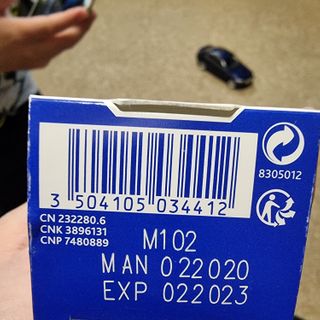 3 504105 034412
8305012
CN 232280.6
CNK 3896131
CNP 7480889
M102
MAN 022020
EXP 022023